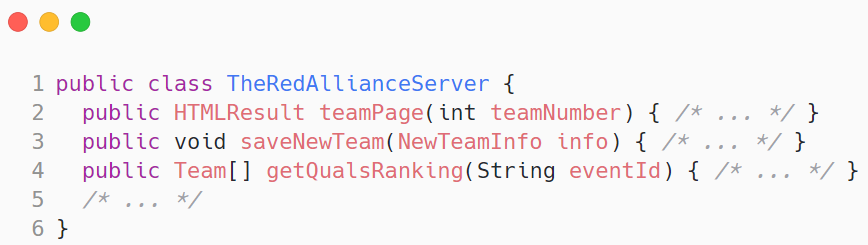 1 public class TheRedAllianceServer {
2   public HTMLResult teamPage(int teamNumber) { /* ... */ }
3   public void saveNewTeam(NewTeamInfo info) { /* ... */ }
4   public Team[] getQualsRanking(String eventId) { /* ... */ }
5   /* ... */
6 }